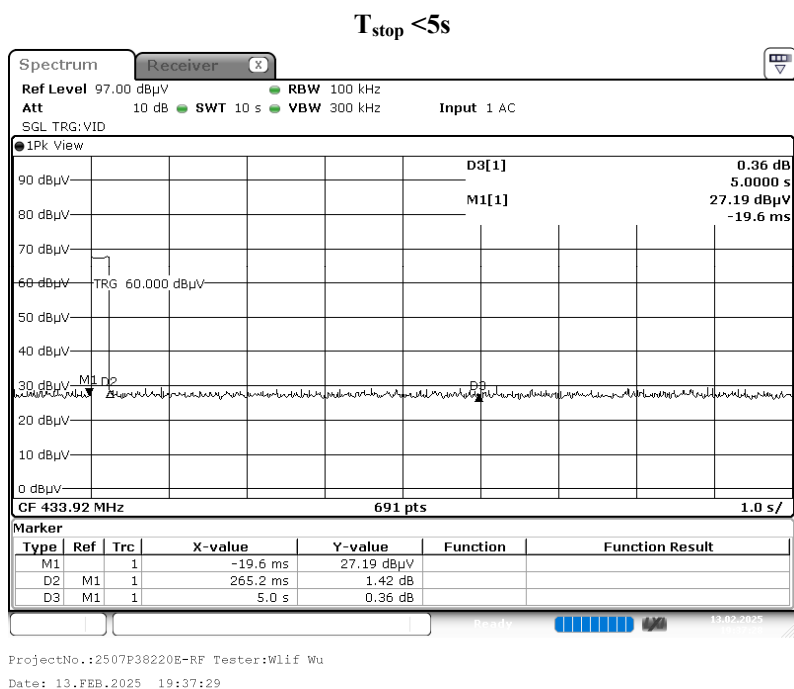 Tstop <5s
Spectrum Receiver X
Ref Level 97.00 dBµV RBW 100 kHz
Att 10 dB SWT 10 s VBW 300 kHz Input 1 AC
SGL TRG:VID
1Pk View
D3[1] 0.36 dB
5.0000 s
M1[1] 27.19 dBµV
-19.6 ms
90 dBµV
80 dBµV
70 dBµV
60 dBµV TRG 60.000 dBµV
50 dBµV
40 dBµV
30 dBµV M1 D2 D3
20 dBµV
10 dBµV
0 dBµV
CF 433.92 MHz 691 pts 1.0 s/
Marker
Type Ref Trc X-value Y-value Function Function Result
M1 1 -19.6 ms 27.19 dBµV
D2 M1 1 265.2 ms 1.42 dB
D3 M1 1 5.0 s 0.36 dB
Ready 13.02.2025
ProjectNo.:2507P38220E-RF Tester:Wlif Wu
Date: 13.FEB.2025 19:37:29